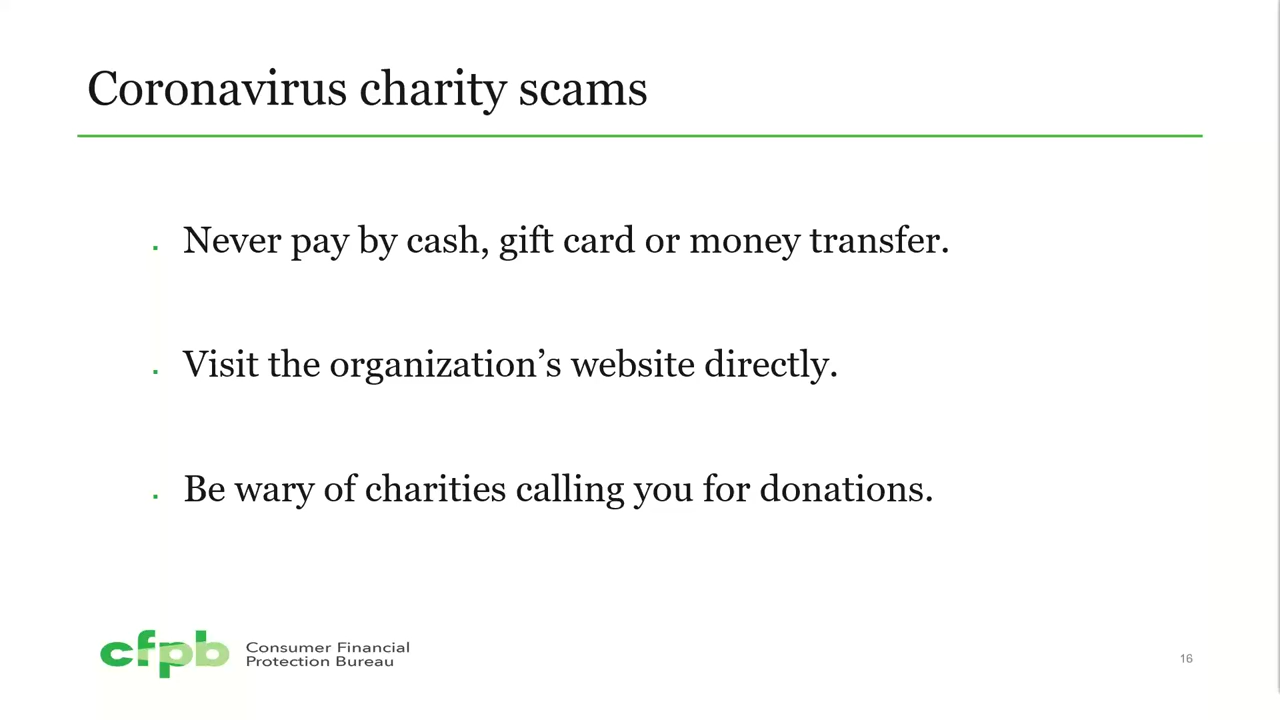 Coronavirus charity scams
Never pay by cash, gift card or money transfer.
Visit the organization’s website directly.
Be wary of charities calling you for donations.
cfpb
Consumer Financial
Protection Bureau
16